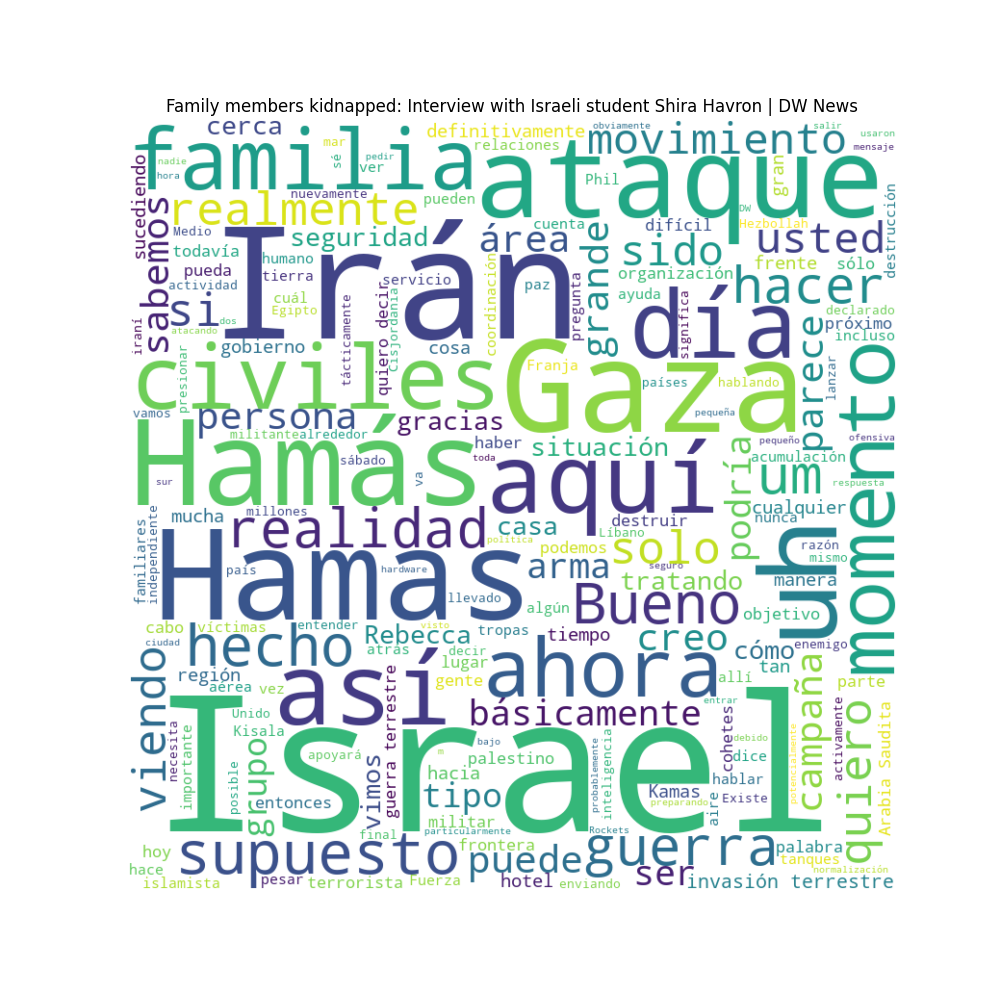 Family members kidnapped: Interview with Israeli student Shira Havron | DW News
cerca
definitivamente
relaciones
obviamente
movimiento
salir
usaron
mensaje
familia
ataque
mar
sé
pedir
ver
nadie
hora
nuevamente
pueden
Phil
gran
DW
Hezbollah
sucediendo
realmente
Medio
todavía
seguridad
Irán
área
cuenta
sido
difícil
usted
destrucción
sabemos
pueda
humano
tierra
servicio
coordinación
paz
pregunta
grande
organización
frente
sólo
hacer
actividad
cuál
Egipto
ayuda
declarado
si
dos
atacando
iraní
gobierno
tácticamente
quiero decir
Cisjordania
cosa
día
significa
próximo
incluso
parece
momento
presionar
civiles
Gaza
Franja
países
hablando
lanzar
vamos
persona
gracias
pequeña
militante
alrededor
Hamás
haber
situación
pequeño
ofensiva
sábado
va
toda
aquí
podría
um
acumulación
respuesta
sur
familiares
independiente
mucha
millones
realidad
casa
destruir
Líbano
cualquier
nunca
política
podemos
solo
uh
razón
mismo
país
Hamas
hardware
arma
seguro
tratando
manera
llevado
algún
Bueno
objetivo
cabo
víctimas
entender
visto
tropas
tiempo
enemigo
ciudad
hecho
Rebecca
atrás
decir
lugar
creo
cómo
tan
viendo
región
aérea
vez
así
gente
ahora
allí
parte
campaña
entrar
necesita
importante
Unido
Kisala
apoyará
vimos
guerra terrestre
básicamente
bajo
cohetes
debido
dice
potencialmente
activamente
quiero
Arabia Saudita
posible
grupo
m
palestino
hacia
probablemente
inteligencia
hablar
Israel
entonces
tipo
Kamas
preparando
aire
Existe
militar
final
particularmente
Rockets
hoy
hace
supuesto
frontera
puede
guerra
palabra
tanques
normalización
islamista
pesar
terrorista
Fuerza
hotel
enviando
ser
invasión terrestre